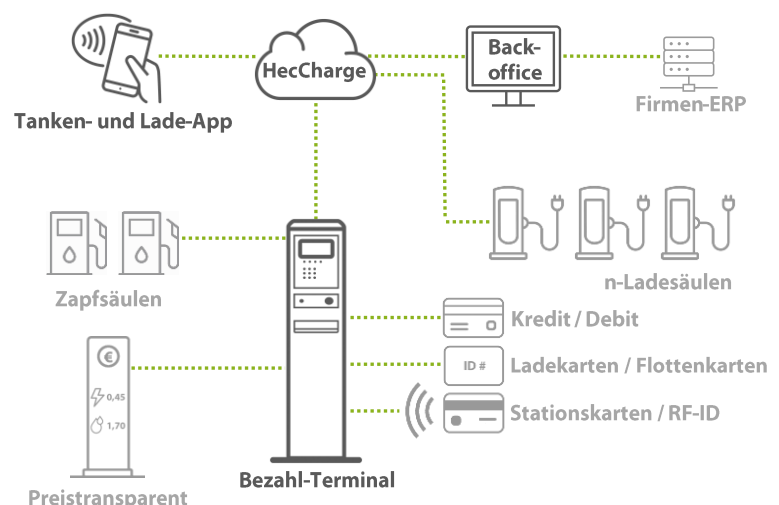 Back-
office
HecCharge
Firmen-ERP
Tanken- und Lade-App
n-Ladesäulen
Zapfsäulen
Kredit / Debit
€
ID #
Ladekarten / Flottenkarten
0,45
Stationskarten / RF-ID
1,70
Bezahl-Terminal
Preistransparent